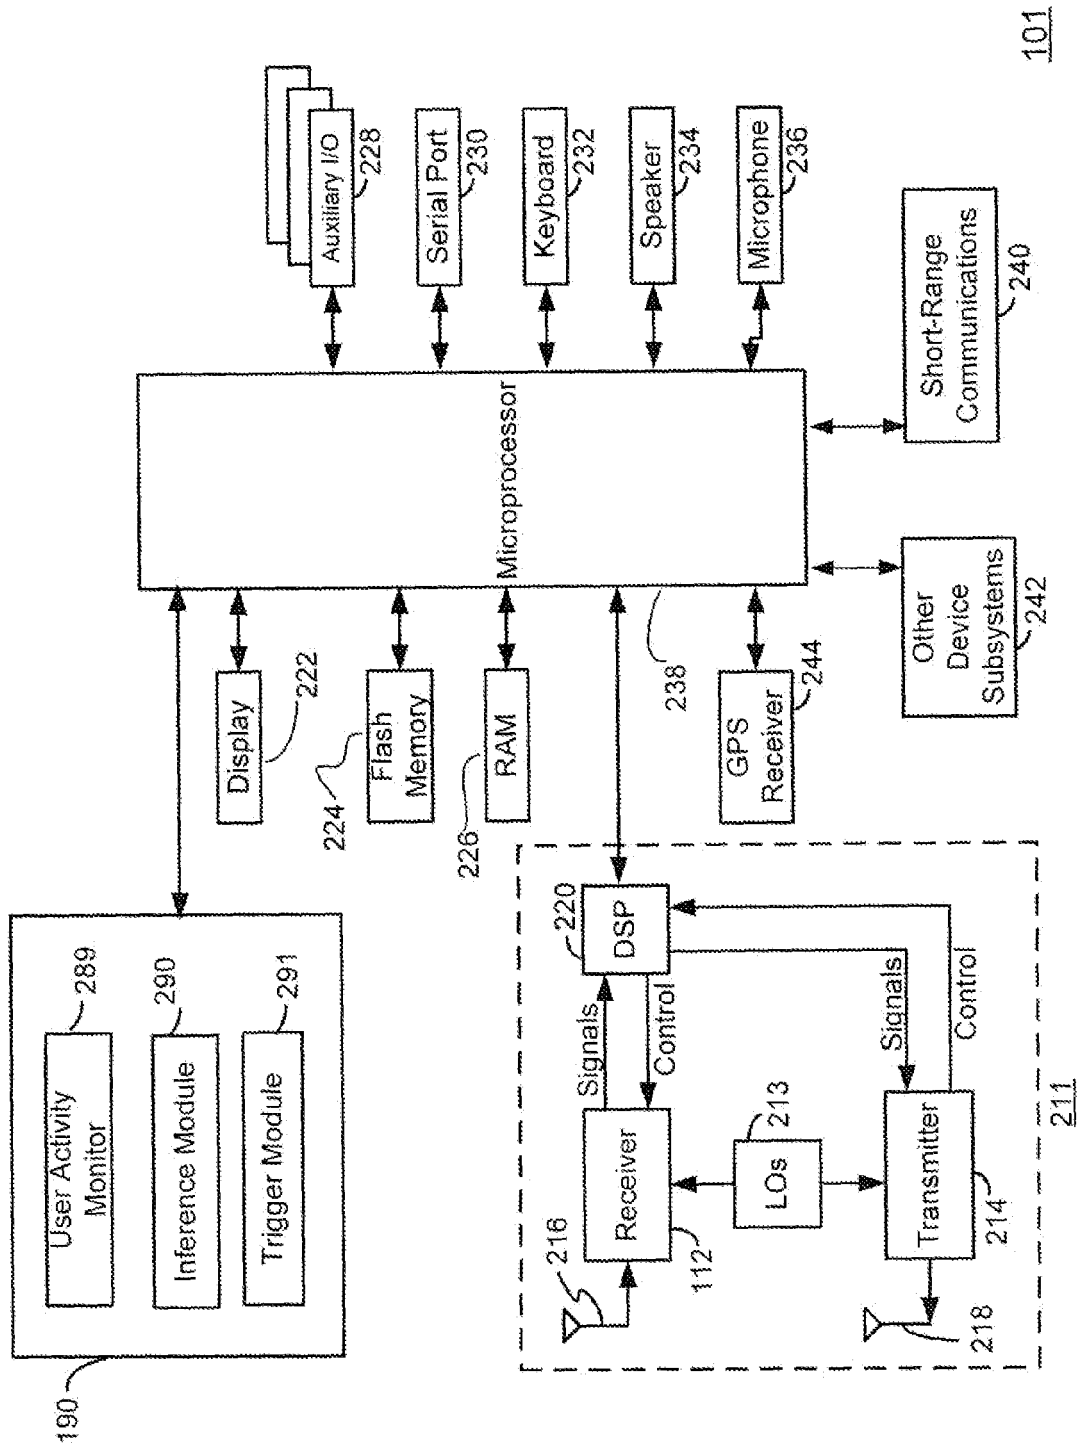 190
User Activity
Monitor
289
Inference Module
290
Trigger Module
291
Display
222
Flash
Memory
224
RAM
226
Microprocessor
238
Auxiliary I/O
228
Serial Port
230
Keyboard
232
Speaker
234
Microphone
236
Short-Range
Communications
240
Other
Device
Subsystems
242
GPS
Receiver
244
DSP
220
Signals
Control
Receiver
112
216
LOs
213
Signals
Control
Transmitter
214
218
211
101